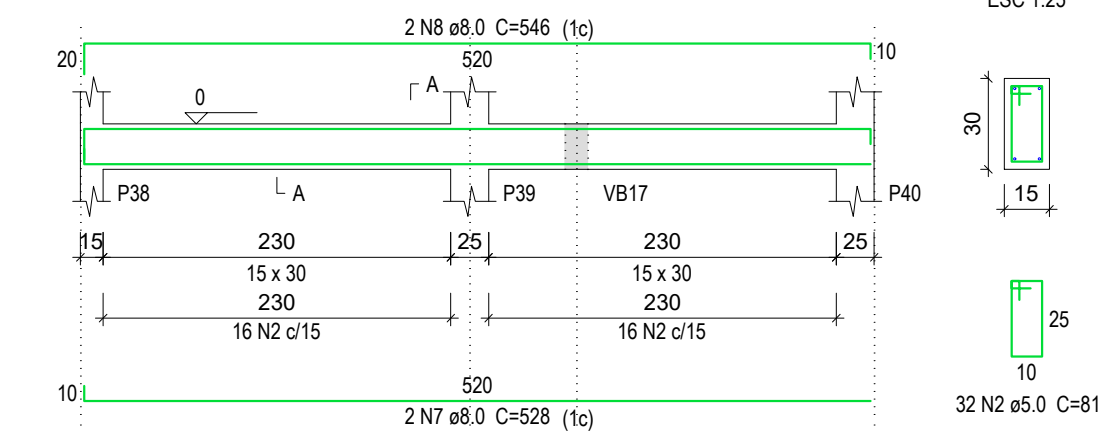 ESC 1:25
2 N8 ø8.0 C=546 (1c)
20
520
10
0
A
30
P38
A
P39
VB17
P40
15
15
230
25
230
25
15 x 30
15 x 30
230
230
16 N2 c/15
16 N2 c/15
25
10
10
520
2 N7 ø8.0 C=528 (1c)
32 N2 ø5.0 C=81